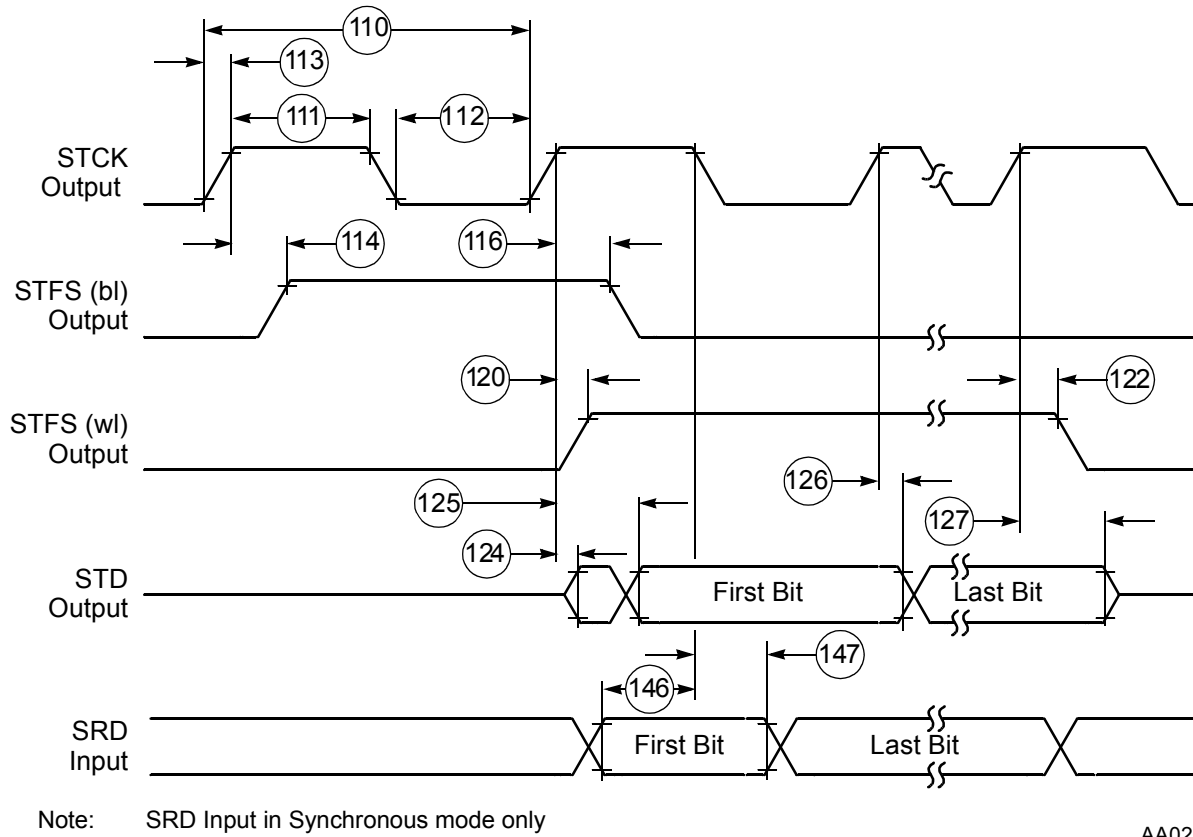 110
113
111
112
STCK
Output
114
116
STFS (bl)
Output
120
122
STFS (wl)
Output
125
126
127
124
STD
Output
First Bit
Last Bit
147
146
SRD
Input
First Bit
Last Bit
Note: SRD Input in Synchronous mode only
AA02